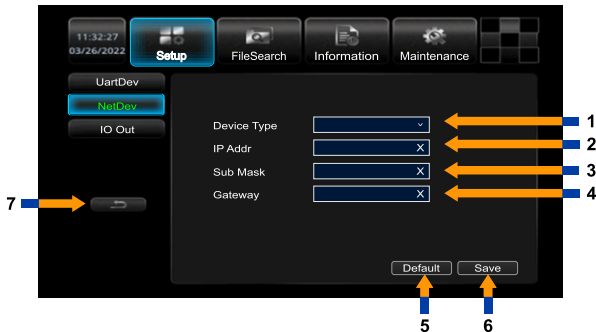 11:32:27
03/26/2022
Setup
FileSearch
Information
Maintenance
UartDev
NetDev
IO Out
Device Type
IP Addr X
Sub Mask X
Gateway X
Default Save
1
2
3
4
7
5
6